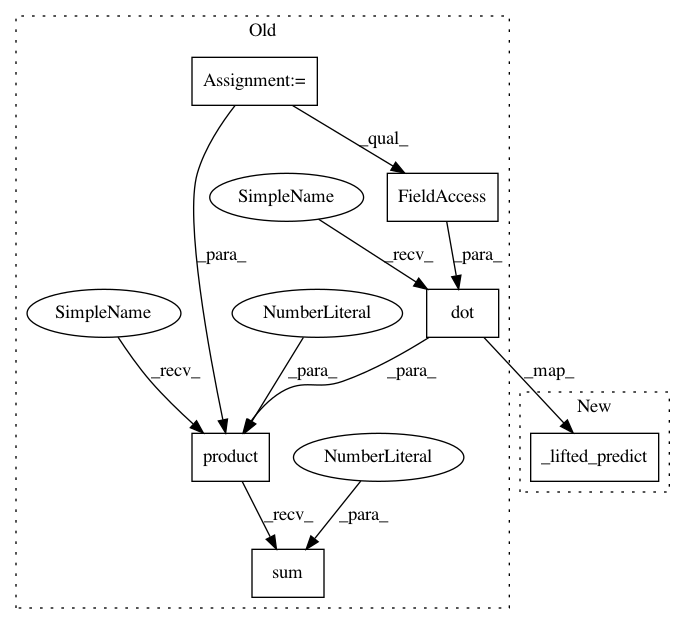 Old
Assignment:=
_qual_
SimpleName
FieldAccess
_para_
_recv_
_para_
SimpleName
NumberLiteral
dot
_recv_
_para_
_para_
_map_
New
product
NumberLiteral
_lifted_predict
_recv_
_para_
sum